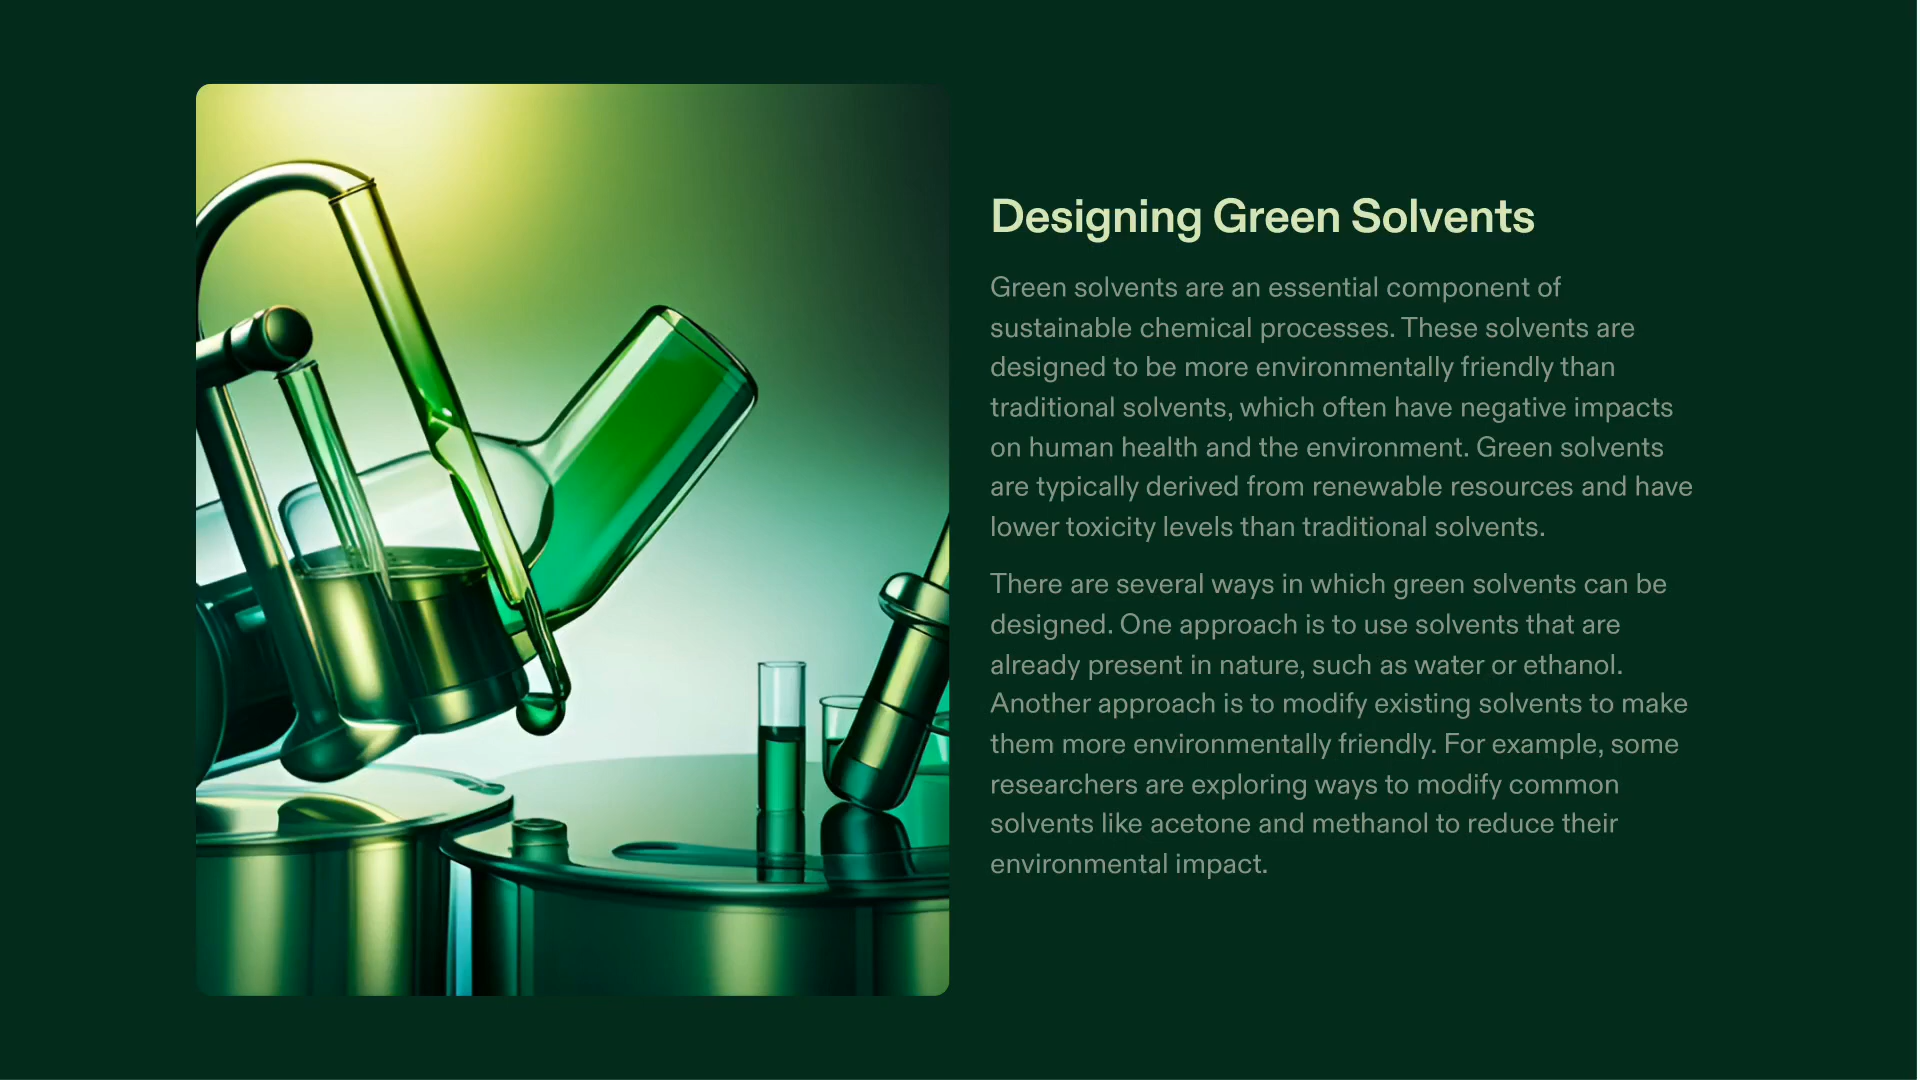 Designing Green Solvents
Green solvents are an essential component of
sustainable chemical processes. These solvents are
designed to be more environmentally friendly than
traditional solvents, which often have negative impacts
on human health and the environment. Green solvents
are typically derived from renewable resources and have
lower toxicity levels than traditional solvents.
There are several ways in which green solvents can be
designed. One approach is to use solvents that are
already present in nature, such as water or ethanol.
Another approach is to modify existing solvents to make
them more environmentally friendly. For example, some
researchers are exploring ways to modify common
solvents like acetone and methanol to reduce their
environmental impact.